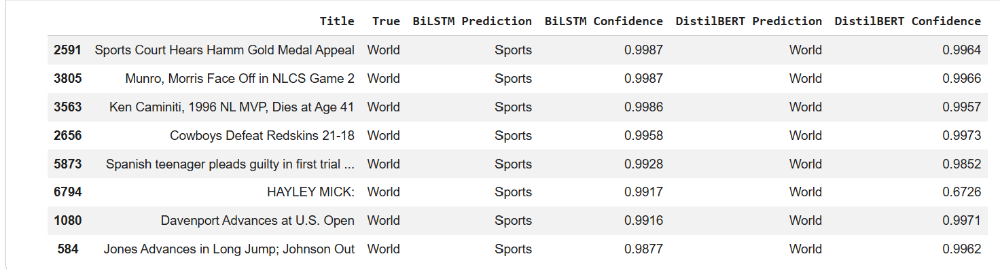 Title True BiLSTM Prediction BiLSTM Confidence DistilBERT Prediction DistilBERT Confidence
2591 Sports Court Hears Hamm Gold Medal Appeal World Sports 0.9987 World 0.9964
3805 Munro, Morris Face Off in NLCS Game 2 World Sports 0.9987 World 0.9966
3563 Ken Caminiti, 1996 NL MVP, Dies at Age 41 World Sports 0.9986 World 0.9957
2656 Cowboys Defeat Redskins 21-18 World Sports 0.9958 World 0.9973
5873 Spanish teenager pleads guilty in first trial ... World Sports 0.9928 World 0.9852
6794 HAYLEY MICK: World Sports 0.9917 World 0.6726
1080 Davenport Advances at U.S. Open World Sports 0.9916 World 0.9971
584 Jones Advances in Long Jump; Johnson Out World Sports 0.9877 World 0.9962